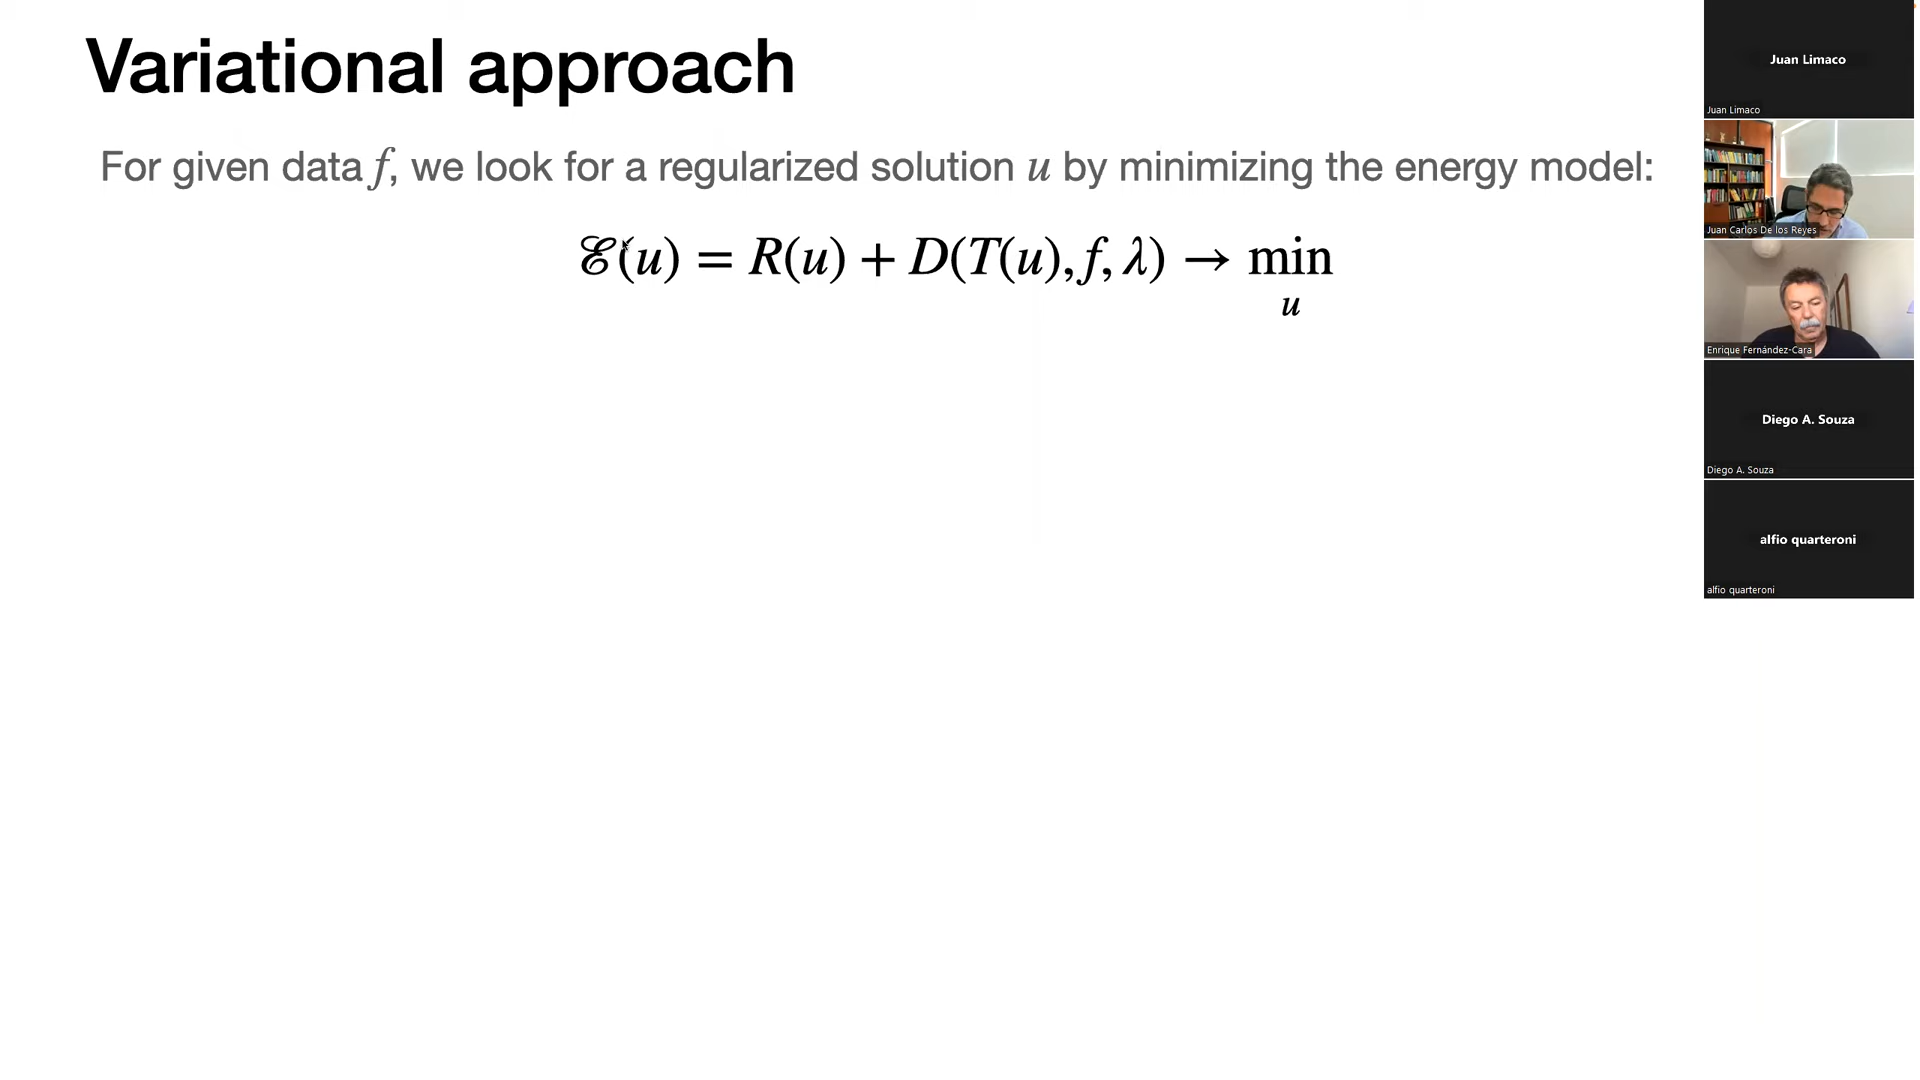 Variational approach
For given data f, we look for a regularized solution u by minimizing the energy model:
ℰ(u) = R(u) + D(T(u), f, λ) → min
u
Juan Limaco
Juan Limaco
Juan Carlos De los Reyes
Enrique Fernández-Cara
Diego A. Souza
Diego A. Souza
alfio quarteroni
alfio quarteroni